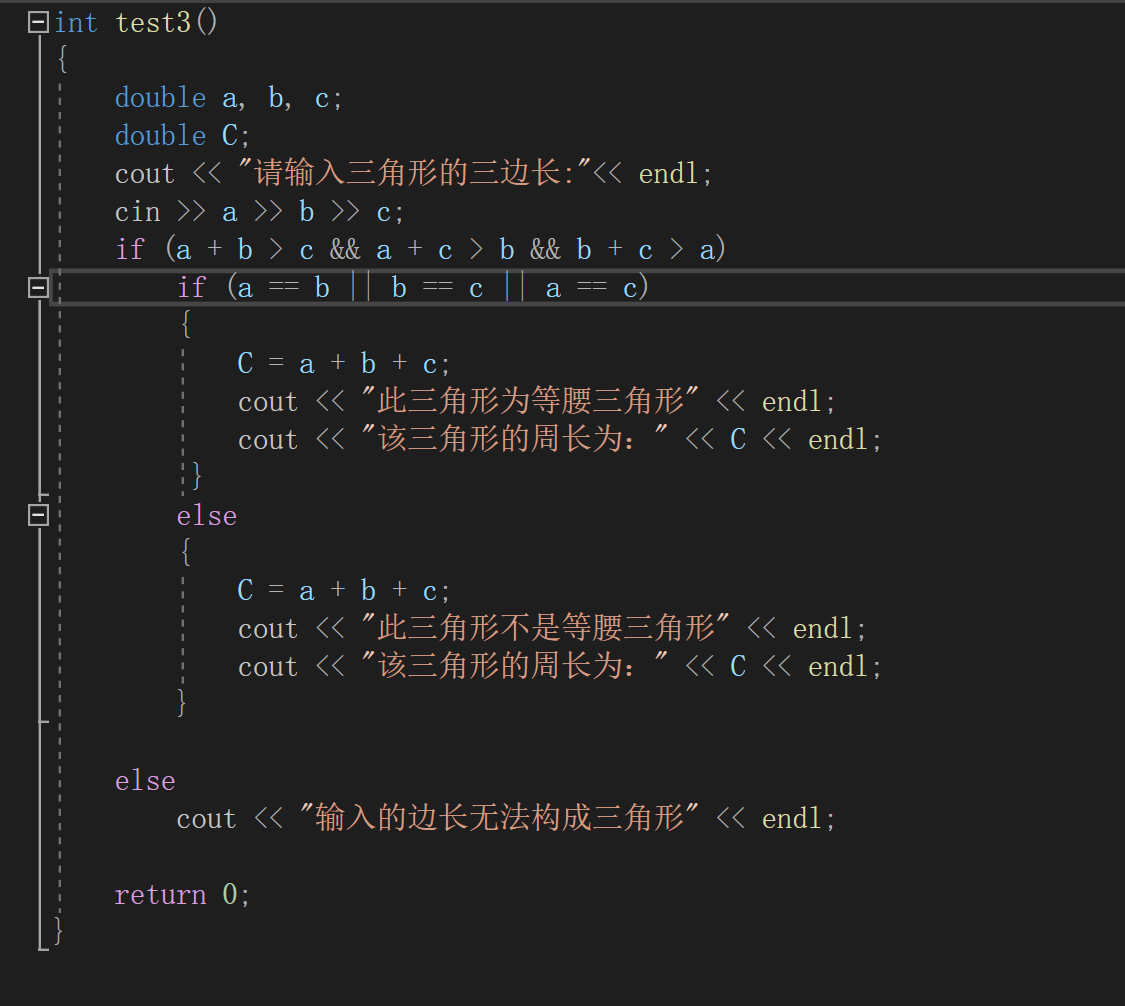 int test3()
{
double a, b, c;
double C;
cout << "请输入三角形的三边长:"<< endl;
cin >> a >> b >> c;
if (a + b > c && a + c > b && b + c > a)
if (a == b || b == c || a == c)
{
C = a + b + c;
cout << "此三角形为等腰三角形" << endl;
cout << "该三角形的周长为：" << C << endl;
}
else
{
C = a + b + c;
cout << "此三角形不是等腰三角形" << endl;
cout << "该三角形的周长为：" << C << endl;
}
else
cout << "输入的边长无法构成三角形" << endl;
return 0;
}